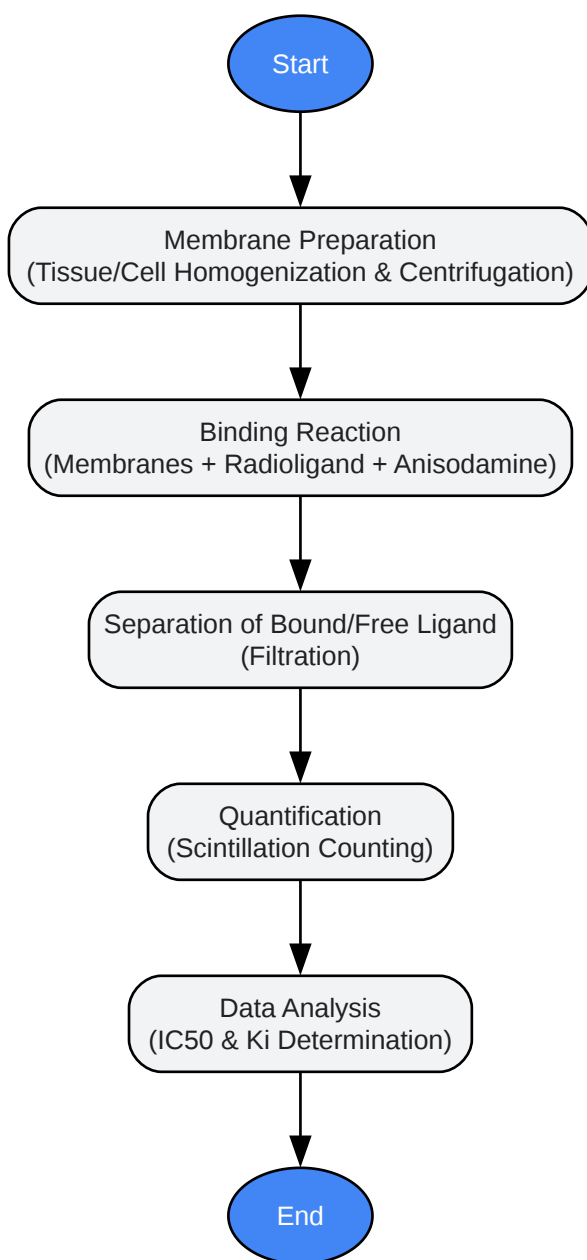 Start
Membrane Preparation
(Tissue/Cell Homogenization & Centrifugation)
Binding Reaction
(Membranes + Radioligand + Anisodamine)
Separation of Bound/Free Ligand
(Filtration)
Quantification
(Scintillation Counting)
Data Analysis
(IC50 & Ki Determination)
End